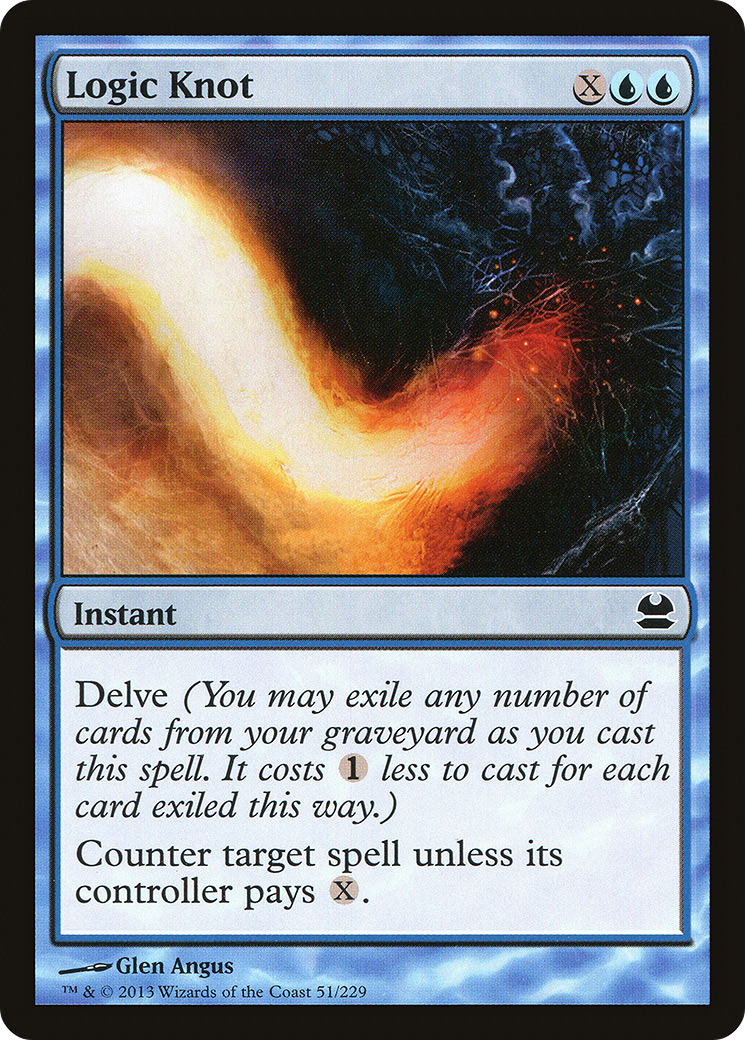 Logic Knot X
Instant
Delve (You may exile any number of
cards from your graveyard as you cast
this spell. It costs 1 less to cast for each
card exiled this way.)
Counter target spell unless its
controller pays X.
Glen Angus
™ & © 2013 Wizards of the Coast 51/229